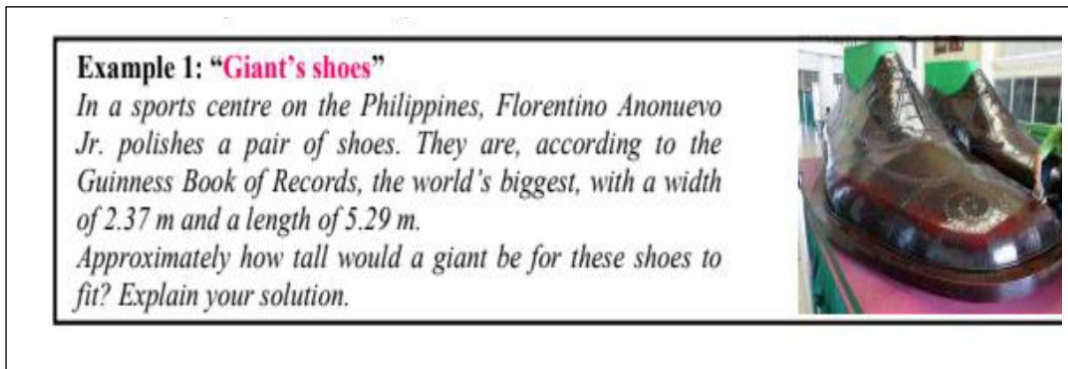 Example 1: “Giant’s shoes”
In a sports centre on the Philippines, Florentino Anonuevo
Jr. polishes a pair of shoes. They are, according to the
Guinness Book of Records, the world’s biggest, with a width
of 2.37 m and a length of 5.29 m.
Approximately how tall would a giant be for these shoes to
fit? Explain your solution.